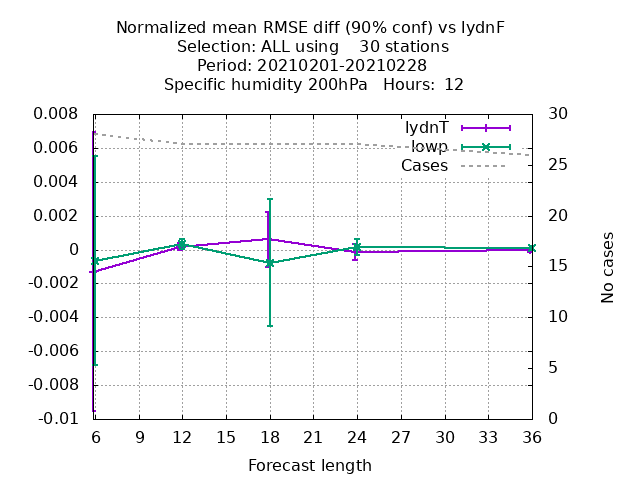 Normalized mean RMSE diff (90% conf) vs IydnF
Selection: ALL using    30 stations
Period: 20210201-20210228
Specific humidity 200hPa   Hours:  12
0.008
0.006
0.004
0.002
0
-0.002
-0.004
-0.006
-0.008
-0.01
30
25
20
15
10
5
0
IydnT
Iowp
Cases
No cases
6 9 12 15 18 21 24 27 30 33 36
Forecast length